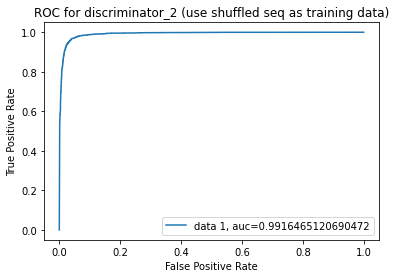 ROC for discriminator_2 (use shuffled seq as training data)
True Positive Rate
1.0
0.8
0.6
0.4
0.2
0.0
data 1, auc=0.9916465120690472
0.0 0.2 0.4 0.6 0.8 1.0
False Positive Rate